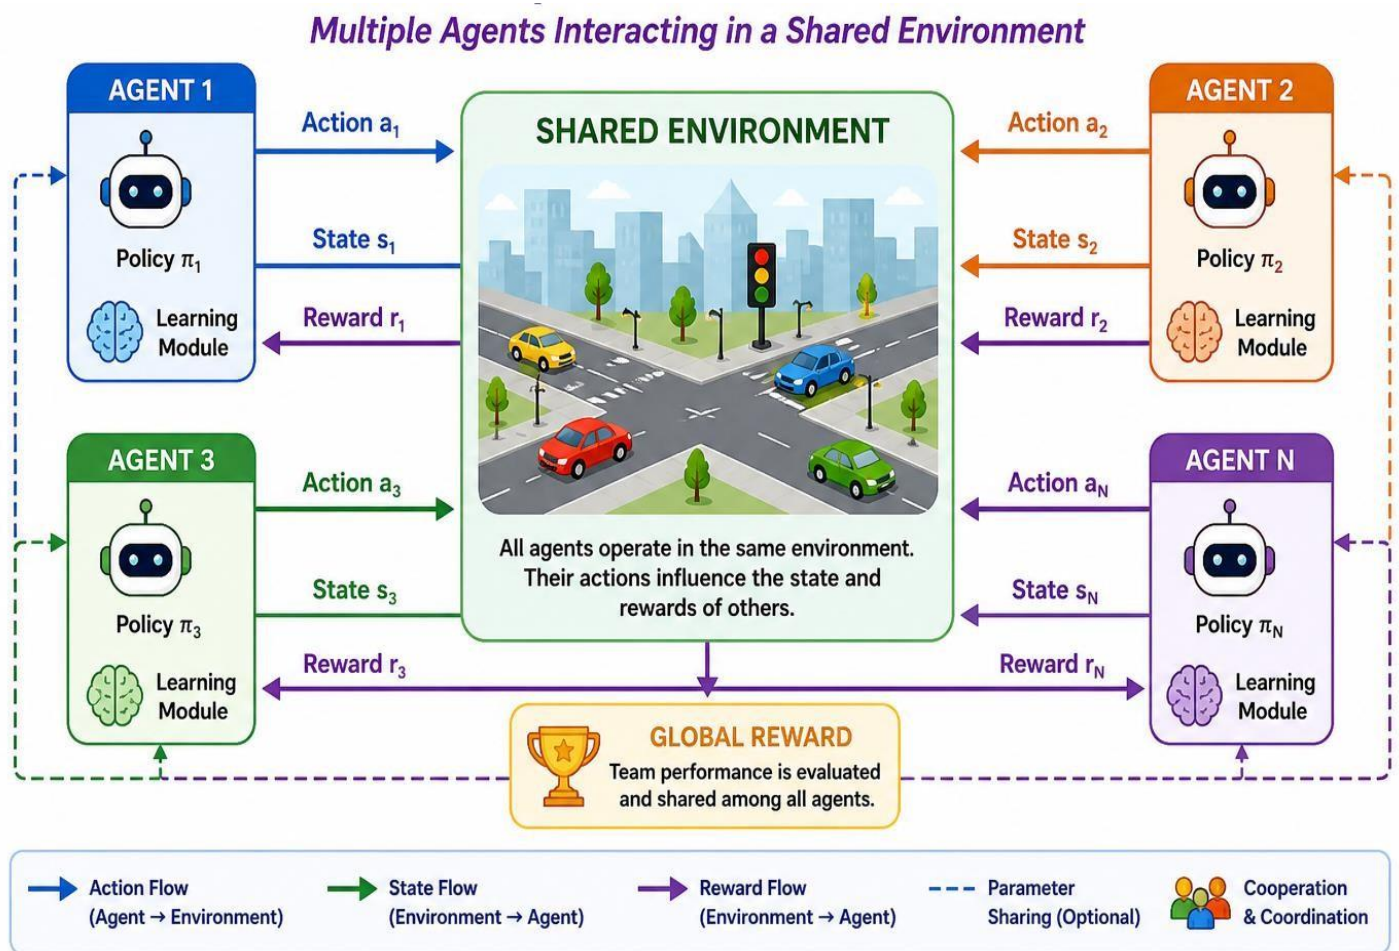 Multiple Agents Interacting in a Shared Environment
AGENT 1
Policy π₁
Learning
Module
Action a₁
State s₁
Reward r₁
SHARED ENVIRONMENT
All agents operate in the same environment.
Their actions influence the state and
rewards of others.
Action a₂
State s₂
Reward r₂
AGENT 2
Policy π₂
Learning
Module
AGENT 3
Policy π₃
Learning
Module
Action a₃
State s₃
Reward r₃
Action a_N
State s_N
Reward r_N
AGENT N
Policy π_N
Learning
Module
GLOBAL REWARD
Team performance is evaluated
and shared among all agents.
Action Flow
(Agent → Environment)
State Flow
(Environment → Agent)
Reward Flow
(Environment → Agent)
Parameter
Sharing (Optional)
Cooperation
& Coordination